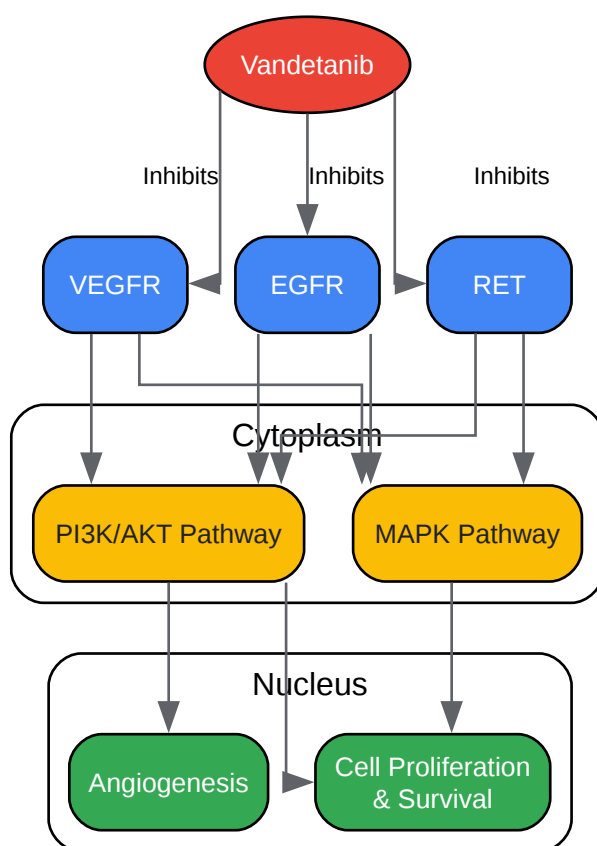 Vandetanib
Inhibits
Inhibits
Inhibits
VEGFR
EGFR
RET
Cytoplasm
PI3K/AKT Pathway
MAPK Pathway
Nucleus
Angiogenesis
Cell Proliferation
& Survival